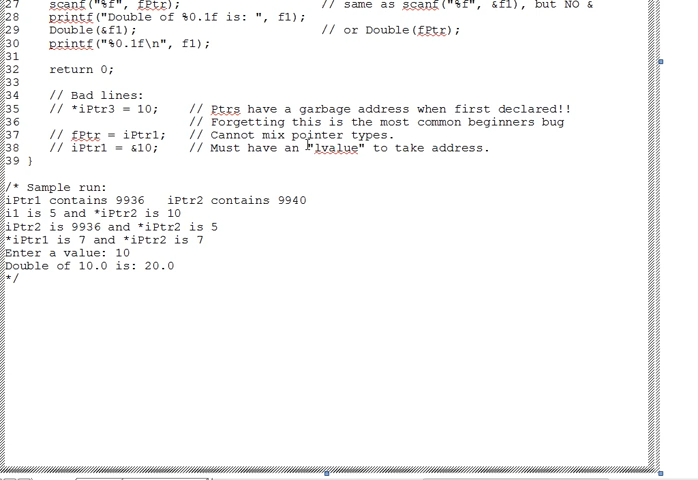 27    scanf("%f", fPtr);                   // same as scanf("%f", &f1), but NO &
28    printf("Double of %0.1f is: ", f1);
29    Double(&f1);                         // or Double(fPtr);
30    printf("%0.1f\n", f1);
31
32    return 0;
33
34    // Bad lines:
35    // *iPtr3 = 10;    // Ptrs have a garbage address when first declared!!
36                       // Forgetting this is the most common beginners bug
37    // fPtr = iPtr1;   // Cannot mix pointer types.
38    // iPtr1 = &10;    // Must have an "lvalue" to take address.
39 }
/* Sample run:
iPtr1 contains 9936   iPtr2 contains 9940
i1 is 5 and *iPtr2 is 10
iPtr2 is 9936 and *iPtr2 is 5
*iPtr1 is 7 and *iPtr2 is 7
Enter a value: 10
Double of 10.0 is: 20.0
*/